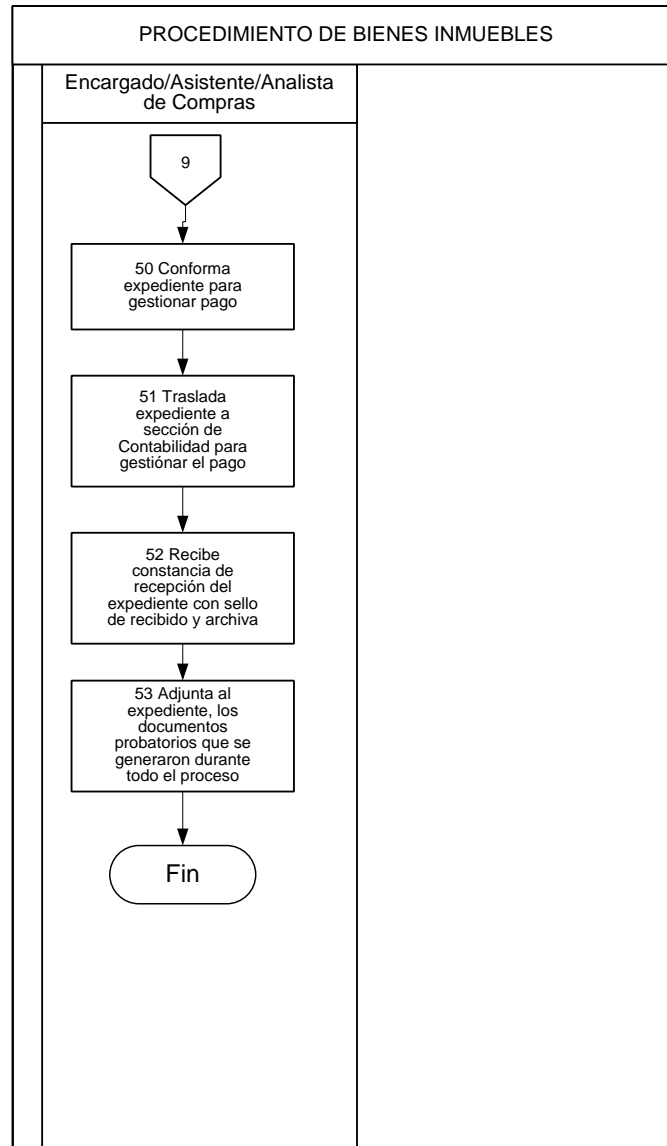 PROCEDIMIENTO DE BIENES INMUEBLES
Encargado/Asistente/Analista
de Compras
9
50 Conforma
expediente para
gestionar pago
51 Traslada
expediente a
sección de
Contabilidad para
gestiónar el pago
52 Recibe
constancia de
recepción del
expediente con sello
de recibido y archiva
53 Adjunta al
expediente, los
documentos
probatorios que se
generaron durante
todo el proceso
Fin